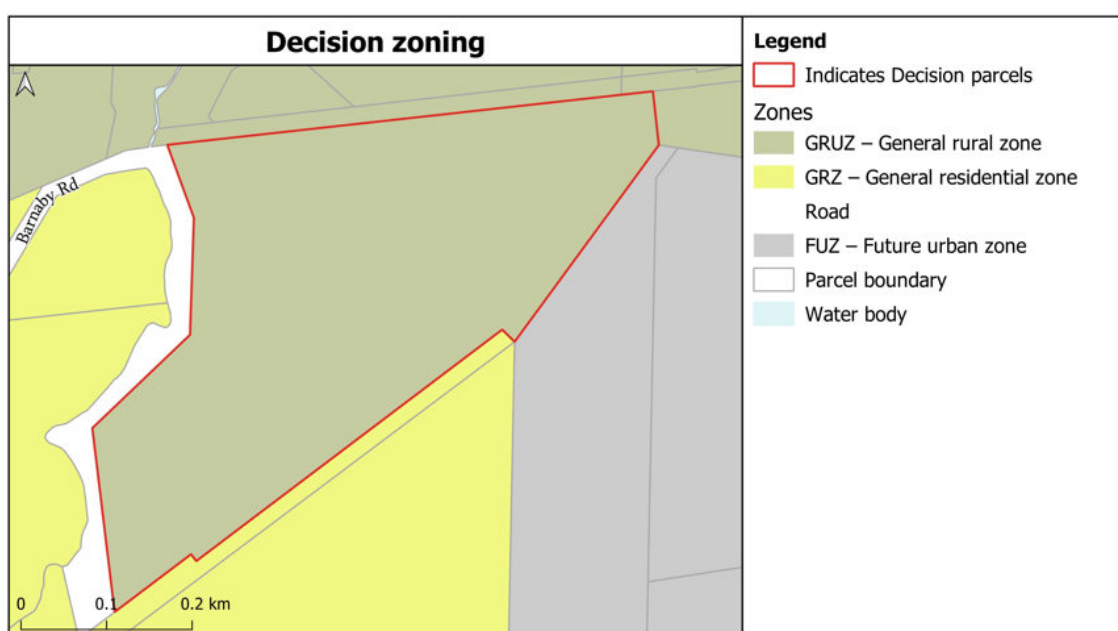 Decision zoning
Barnaby Rd
0 0.1 0.2 km
Legend
Indicates Decision parcels
Zones
GRUZ – General rural zone
GRZ – General residential zone
Road
FUZ – Future urban zone
Parcel boundary
Water body